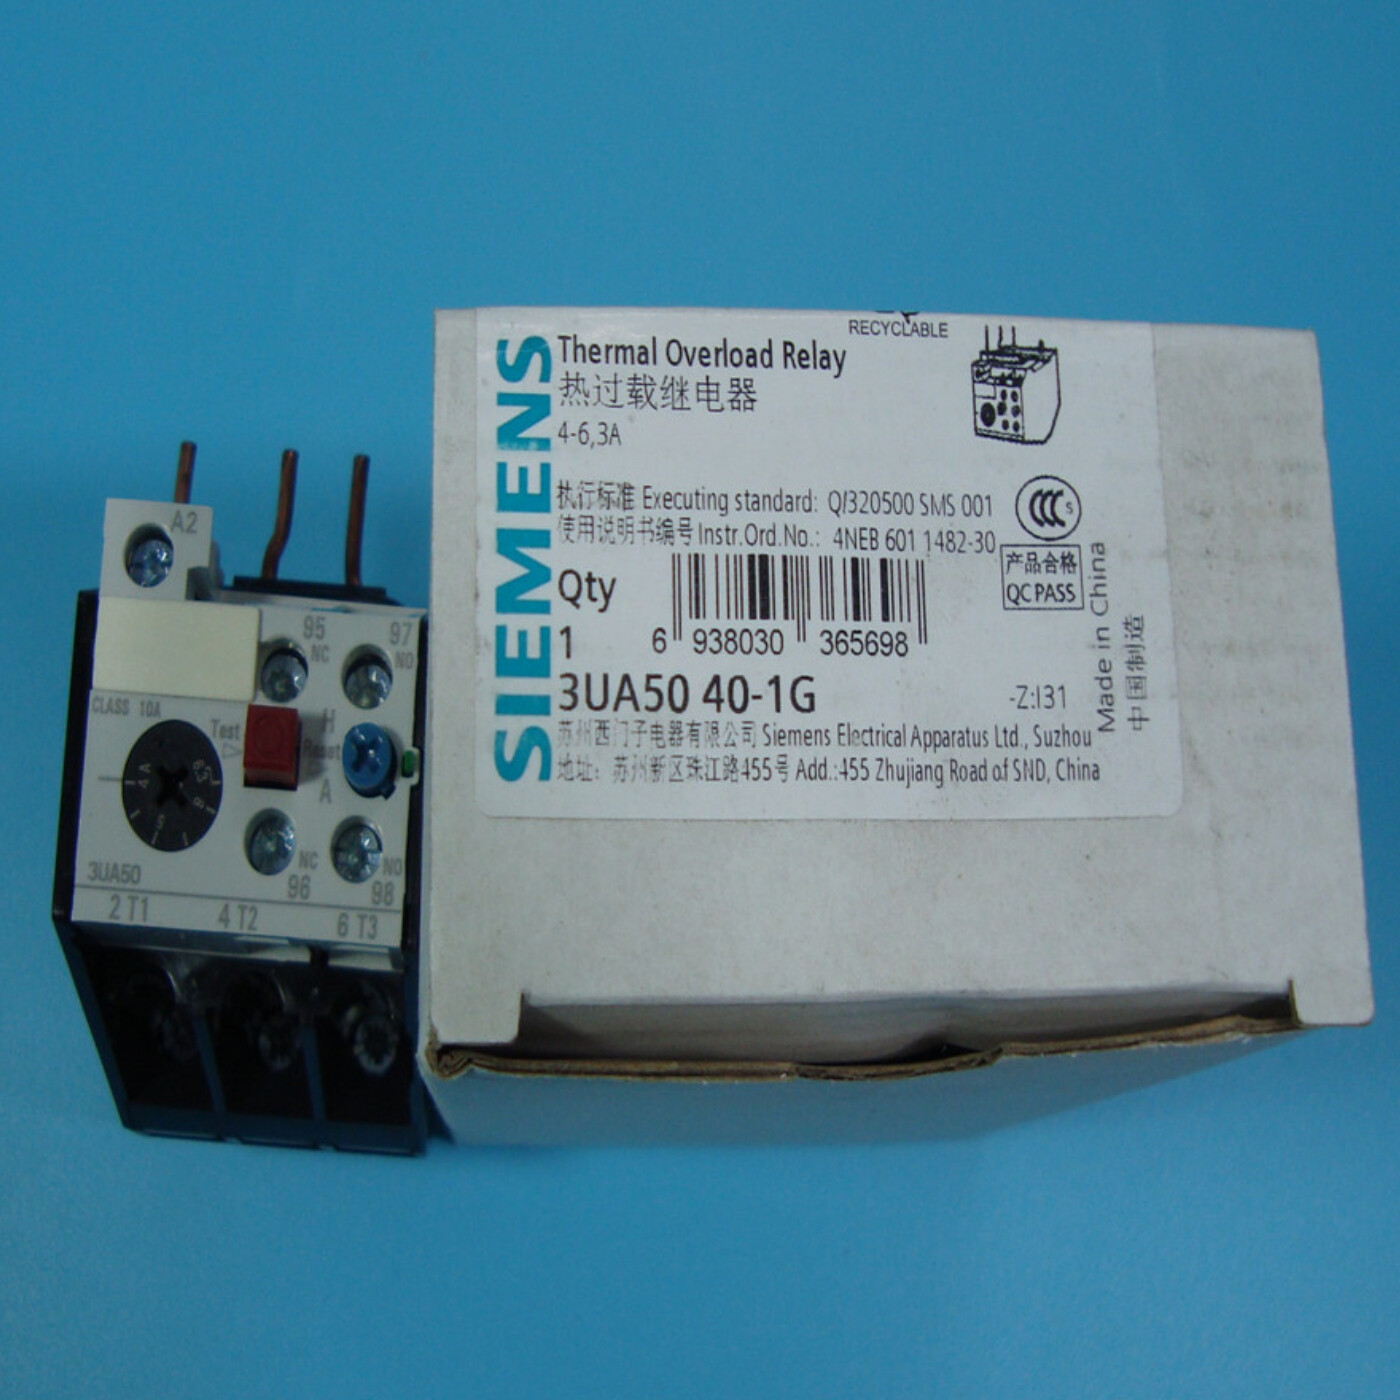 SIEMENS
RECYCLABLE
Thermal Overload Relay
热过载继电器
4-6,3A
执行标准 Executing standard: Q/320500 SMS 001
使用说明书编号 Instr.Ord.No.: 4NEB 601 1482-30
CCC S
产品合格
QC PASS
Qty
1
6 938030 365698
3UA50 40-1G
-Z:I31
苏州西门子电器有限公司 Siemens Electrical Apparatus Ltd., Suzhou
地址: 苏州新区珠江路455号 Add.:455 Zhujiang Road of SND, China
Made in China
中国制造
A2
95 97
NC NO
CLASS 10A
Test
H
Reset
A
4A
6,3
NC NO
96 98
3UA50
2 T1 4 T2 6 T3